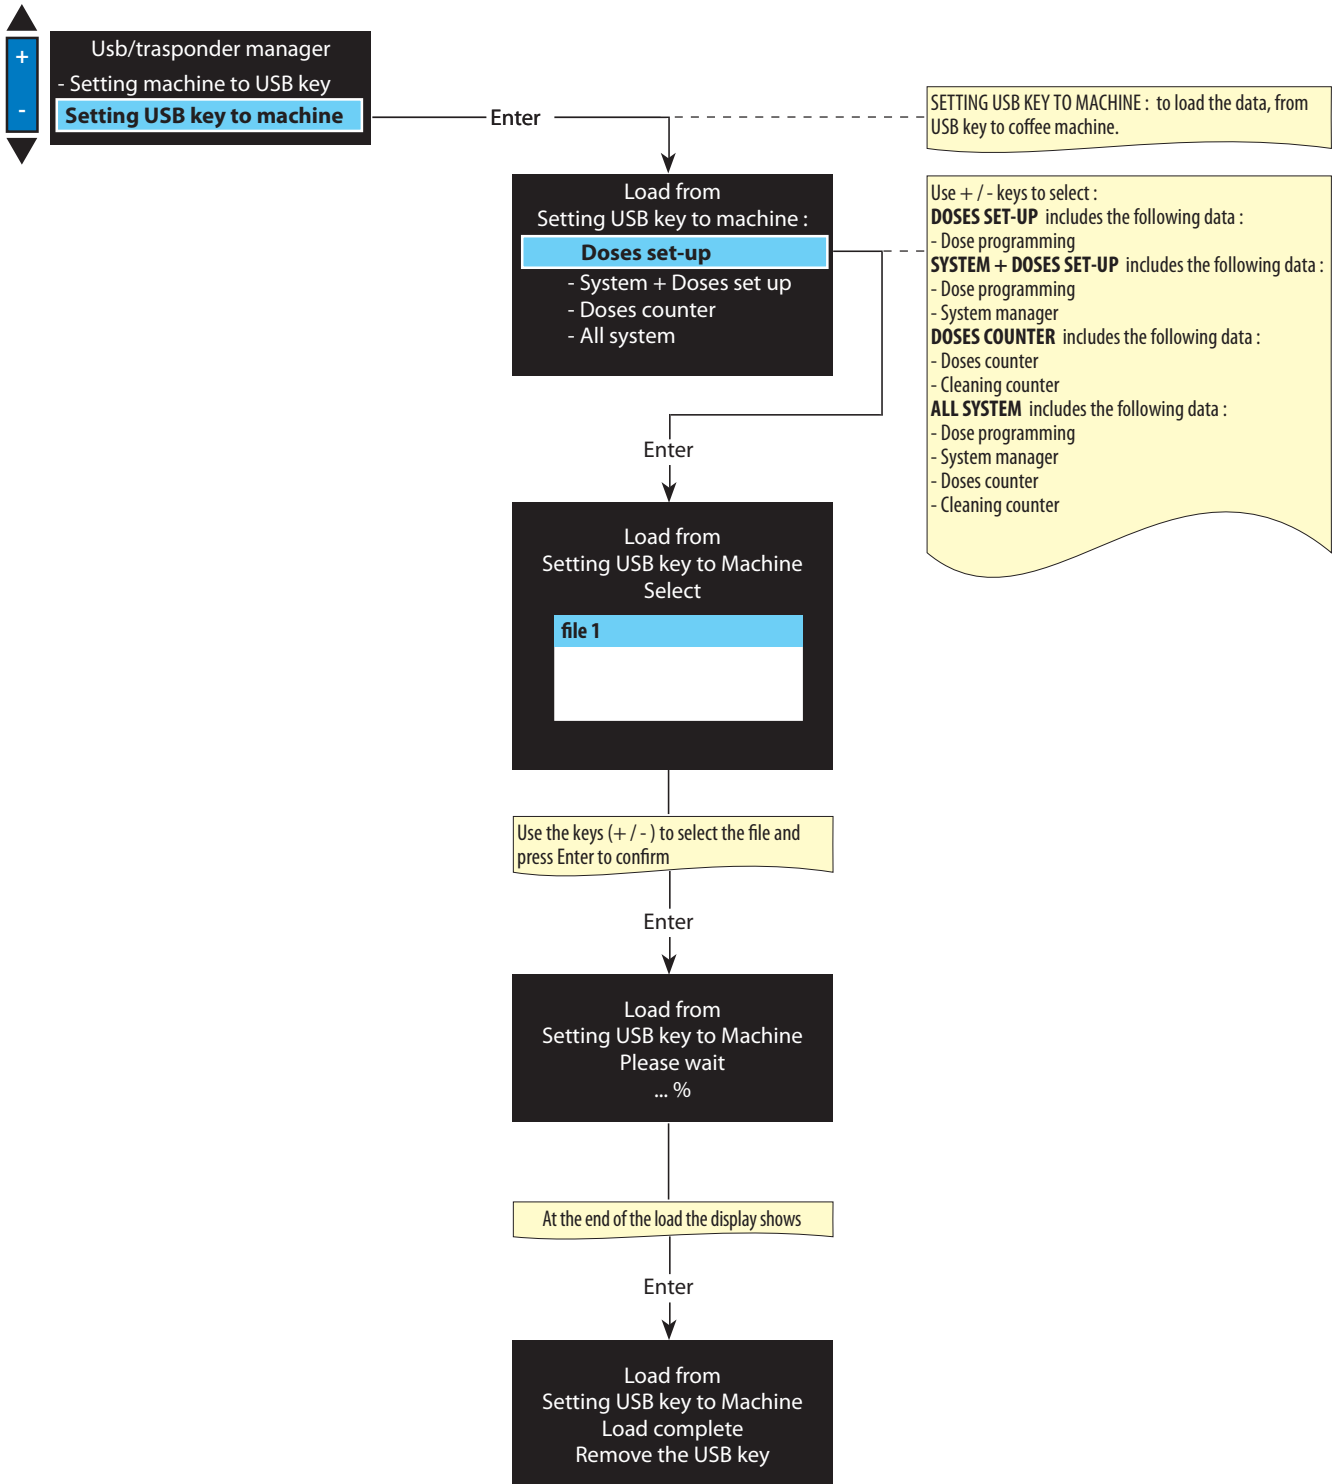 +
-
Usb/trasponder manager
- Setting machine to USB key
Setting USB key to machine
Enter
SETTING USB KEY TO MACHINE : to load the data, from
USB key to coffee machine.
Load from
Setting USB key to machine :
Doses set-up
- System + Doses set up
- Doses counter
- All system
Use + / - keys to select :
DOSES SET-UP includes the following data :
- Dose programming
SYSTEM + DOSES SET-UP includes the following data :
- Dose programming
- System manager
DOSES COUNTER includes the following data :
- Doses counter
- Cleaning counter
ALL SYSTEM includes the following data :
- Dose programming
- System manager
- Doses counter
- Cleaning counter
Enter
Load from
Setting USB key to Machine
Select
file 1
Use the keys (+ / - ) to select the file and
press Enter to confirm
Enter
Load from
Setting USB key to Machine
Please wait
... %
At the end of the load the display shows
Enter
Load from
Setting USB key to Machine
Load complete
Remove the USB key